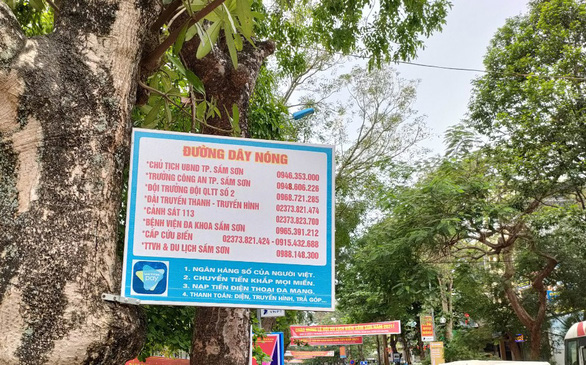 ĐƯỜNG DÂY NÓNG
*CHỦ TỊCH UBND TP. SẦM SƠN 0946.353.000
*TRƯỞNG CÔNG AN TP. SẦM SƠN 0948.806.226
*ĐỘI TRƯỞNG ĐỘI QLTT SỐ 2 0968.721.285
*ĐÀI TRUYỀN THANH - TRUYỀN HÌNH 02373.821.474
*CẢNH SÁT 113 02373.823.780
*BỆNH VIỆN ĐA KHOA SẦM SƠN 0965.391.212
*CẤP CỨU BIỂN 02373.821.424 - 0915.432.688
*TTVH & DU LỊCH SẦM SƠN 0988.148.300
1. NGÂN HÀNG SỐ CỦA NGƯỜI VIỆT.
2. CHUYỂN TIỀN KHẮP MỌI MIỀN.
3. NẠP TIỀN ĐIỆN THOẠI ĐA MẠNG.
4. THANH TOÁN: ĐIỆN, TRUYỀN HÌNH, TRẢ GÓP...